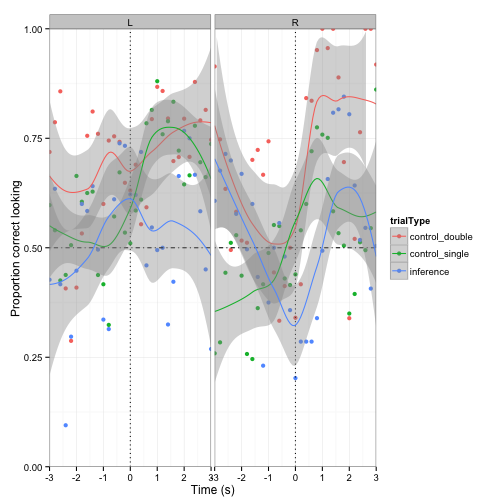 L R
1.00
0.75
0.50
0.25
0.00
Proportion correct looking
-3 -2 -1 0 1 2 3 -3 -2 -1 0 1 2 3
Time (s)
trialType
control_double
control_single
inference